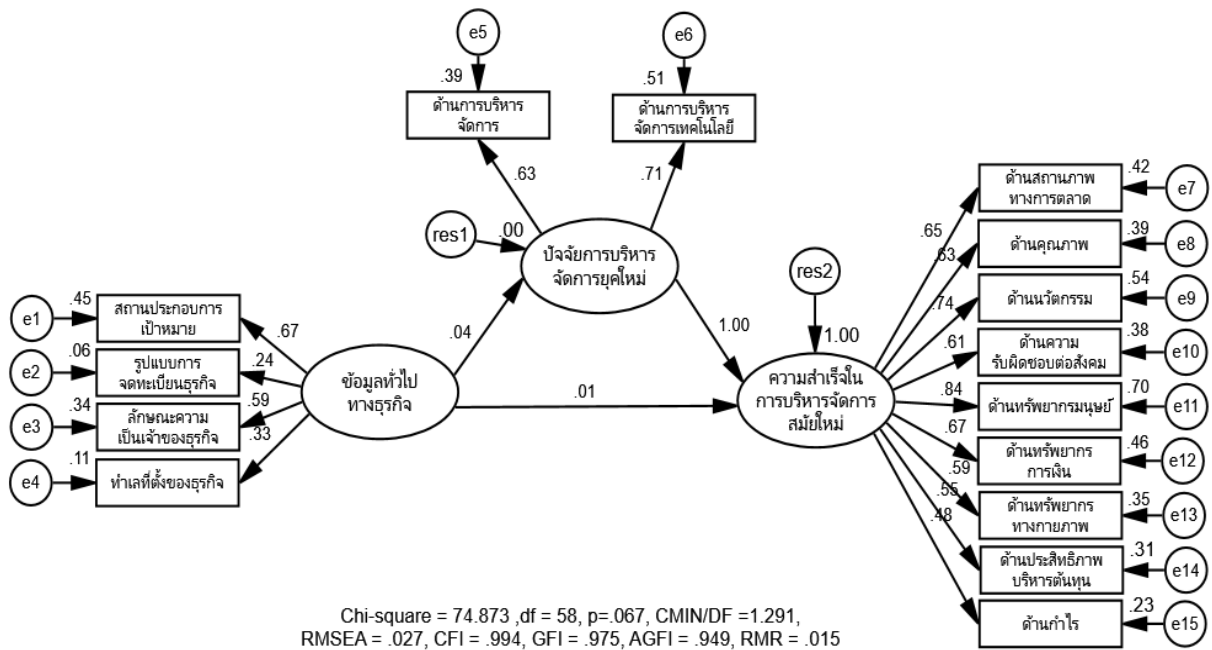 e5
e6
.39
.51
ด้านการบริหาร
จัดการ
ด้านการบริหาร
จัดการเทคโนโลยี
.63
.71
res1
.00
ปัจจัยการบริหาร
จัดการยุคใหม่
res2
1.00
.04
1.00
.01
e1
.45
สถานประกอบการ
เป้าหมาย
.67
e2
.06
รูปแบบการ
จดทะเบียนธุรกิจ
.24
e3
.34
ลักษณะความ
เป็นเจ้าของธุรกิจ
.59
e4
.11
ทำเลที่ตั้งของธุรกิจ
.33
ข้อมูลทั่วไป
ทางธุรกิจ
ความสำเร็จใน
การบริหารจัดการ
สมัยใหม่
.65
ด้านสถานภาพ
ทางการตลาด
.42
e7
.63
ด้านคุณภาพ
.39
e8
.74
ด้านนวัตกรรม
.54
e9
.61
ด้านความ
รับผิดชอบต่อสังคม
.38
e10
.84
ด้านทรัพยากรมนุษย์
.70
e11
.67
ด้านทรัพยากร
การเงิน
.46
e12
.59
ด้านทรัพยากร
ทางกายภาพ
.35
e13
.55
ด้านประสิทธิภาพ
บริหารต้นทุน
.31
e14
.48
ด้านกำไร
.23
e15
Chi-square = 74.873 ,df = 58, p=.067, CMIN/DF =1.291,
RMSEA = .027, CFI = .994, GFI = .975, AGFI = .949, RMR = .015